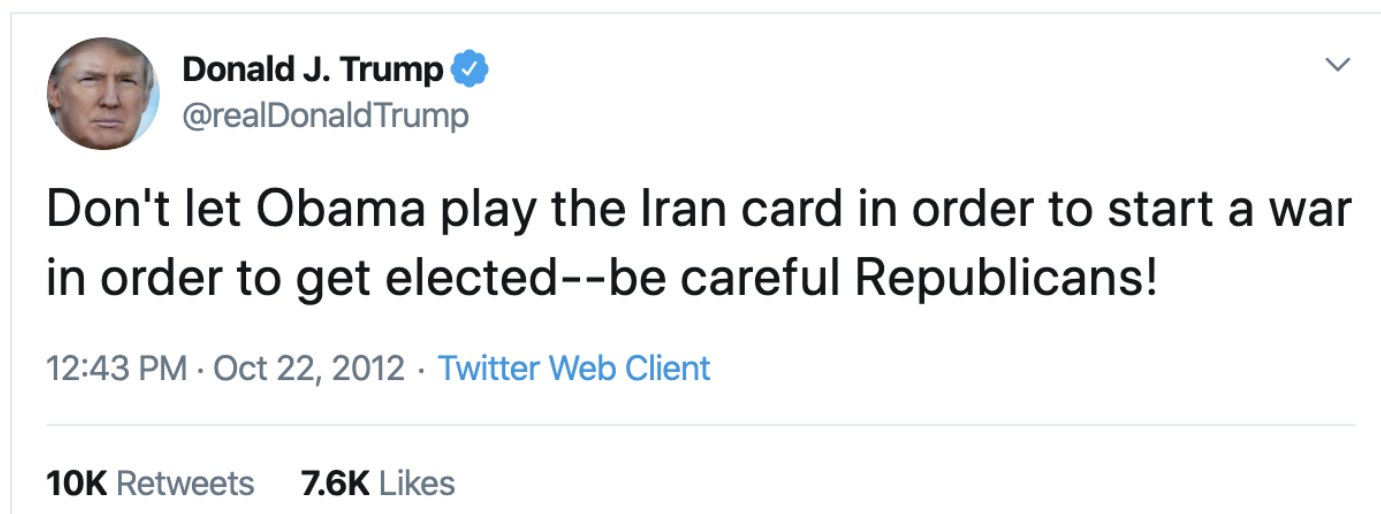 Donald J. Trump
@realDonaldTrump
Don't let Obama play the Iran card in order to start a war
in order to get elected--be careful Republicans!
12:43 PM · Oct 22, 2012 · Twitter Web Client
10K Retweets 7.6K Likes